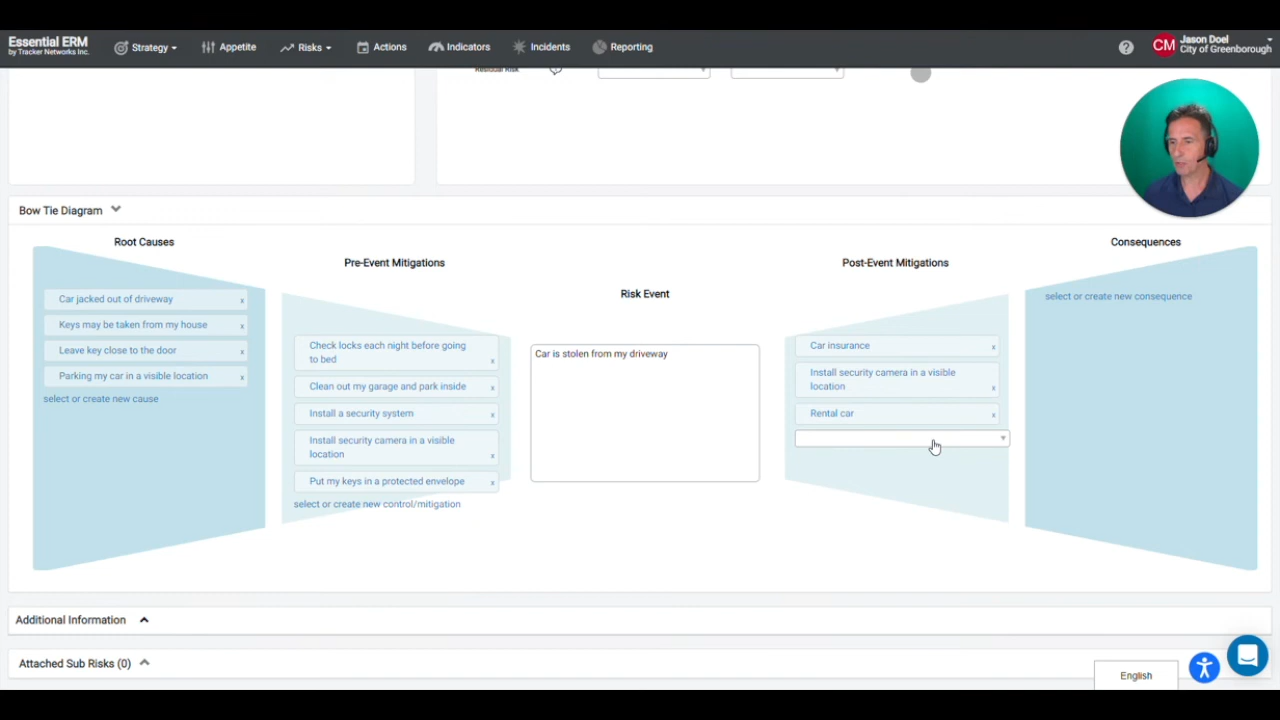 Essential ERM
by Tracker Networks Inc.
Strategy
Appetite
Risks
Actions
Indicators
Incidents
Reporting
?
CM
Jason Doel
City of Greenborough
Residual Risk
Bow Tie Diagram
Root Causes
Consequences
Pre-Event Mitigations
Post-Event Mitigations
Risk Event
Car jacked out of driveway x
Keys may be taken from my house x
Leave key close to the door x
Parking my car in a visible location x
select or create new cause
Check locks each night before going
to bed x
Clean out my garage and park inside x
Install a security system x
Install security camera in a visible
location x
Put my keys in a protected envelope x
select or create new control/mitigation
Car is stolen from my driveway
Car insurance x
Install security camera in a visible
location x
Rental car x
select or create new consequence
Additional Information
Attached Sub Risks (0)
English